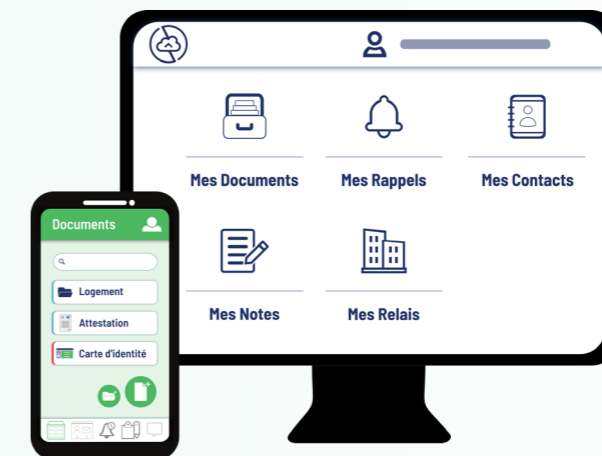 Mes Documents
Mes Rappels
Mes Contacts
Mes Notes
Mes Relais
Documents
Logement
Attestation
Carte d'identité